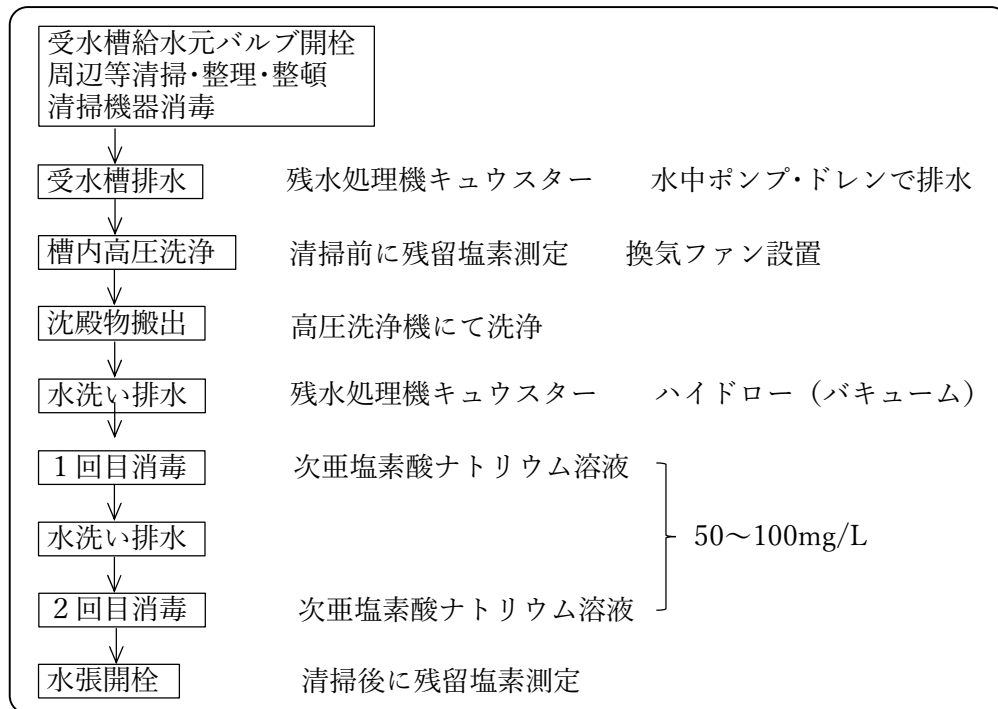 受水槽給水元バルブ開栓
周辺等清掃・整理・整頓
清掃機器消毒
受水槽排水 残水処理機キュウスター 水中ポンプ・ドレンで排水
槽内高圧洗浄 清掃前に残留塩素測定 換気ファン設置
沈殿物搬出 高圧洗浄機にて洗浄
水洗い排水 残水処理機キュウスター ハイドロー（バキューム）
１回目消毒 次亜塩素酸ナトリウム溶液
水洗い排水 50～100mg/L
２回目消毒 次亜塩素酸ナトリウム溶液
水張開栓 清掃後に残留塩素測定